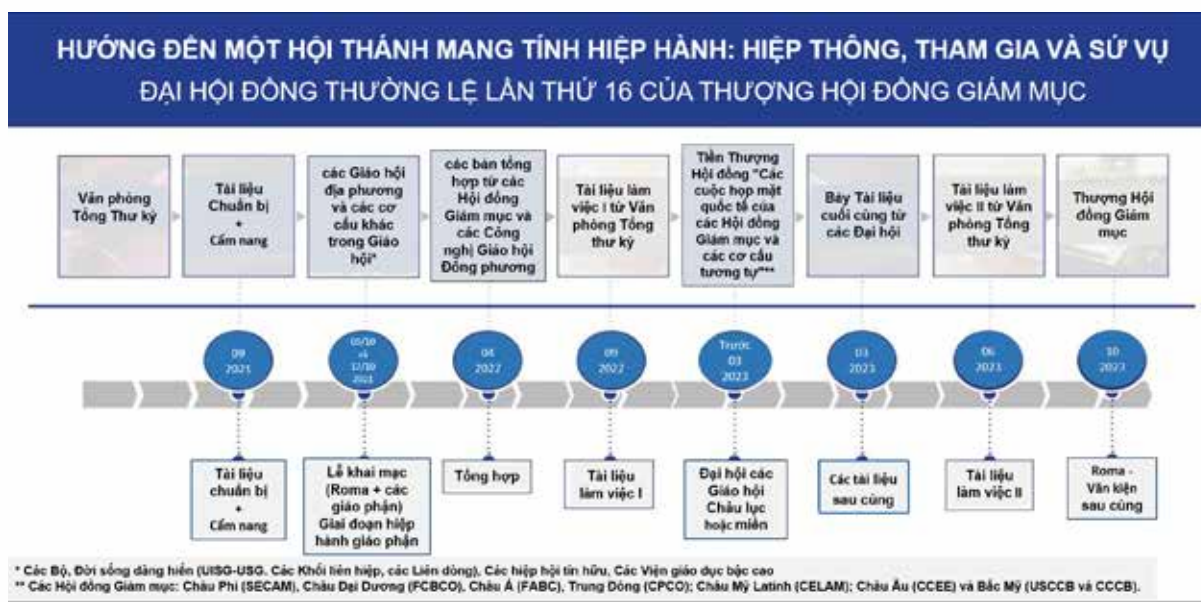 HƯỚNG ĐẾN MỘT HỘI THÁNH MANG TÍNH HIỆP HÀNH: HIỆP THÔNG, THAM GIA VÀ SỨ VỤ
ĐẠI HỘI ĐỒNG THƯỜNG LỆ LẦN THỨ 16 CỦA THƯỢNG HỘI ĐỒNG GIÁM MỤC
Văn phòng
Tổng Thư ký
Tài liệu
Chuẩn bị
+
Cẩm nang
các Giáo hội
địa phương
và các cơ
cấu khác
trong Giáo
hội*
các bản tổng
hợp từ các
Hội đồng
Giám mục và
các Công
nghị Giáo hội
Đông phương
Tài liệu làm
việc I từ Văn
phòng Tổng
thư ký
Tiền Thượng
Hội đồng "Các
cuộc họp mặt
quốc tế của
các Hội đồng
Giám mục và
các cơ cấu
tương tự"**
Bảy Tài liệu
cuối cùng từ
các Đại hội
Tài liệu làm
việc II từ Văn
phòng Tổng
thư ký
Thượng Hội
đồng Giám
mục
09
2021
17/10
2021
04
2022
09
2022
Trước
03
2023
03
2023
06
2023
10
2023
Tài liệu
chuẩn bị
+
Cẩm nang
Lễ khai mạc
(Roma + các
giáo phận)
Giai đoạn hiệp
hành giáo phận
Tổng hợp
Tài liệu
làm việc I
Đại hội các
Giáo hội
Châu lục
hoặc miền
Các tài liệu
sau cùng
Tài liệu
làm việc II
Roma -
Văn kiện
sau cùng
* Các Bộ, Đời sống dâng hiến (UISG-USG. Các Khối liên hiệp, các Liên dòng), Các hiệp hội tín hữu, Các Viện giáo dục bậc cao
** Các Hội đồng Giám mục: Châu Phi (SECAM), Châu Đại Dương (FCBCO), Châu Á (FABC), Trung Đông (CPCO); Châu Mỹ Latinh (CELAM); Châu Âu (CCEE) và Bắc Mỹ (USCCB và CCCB).